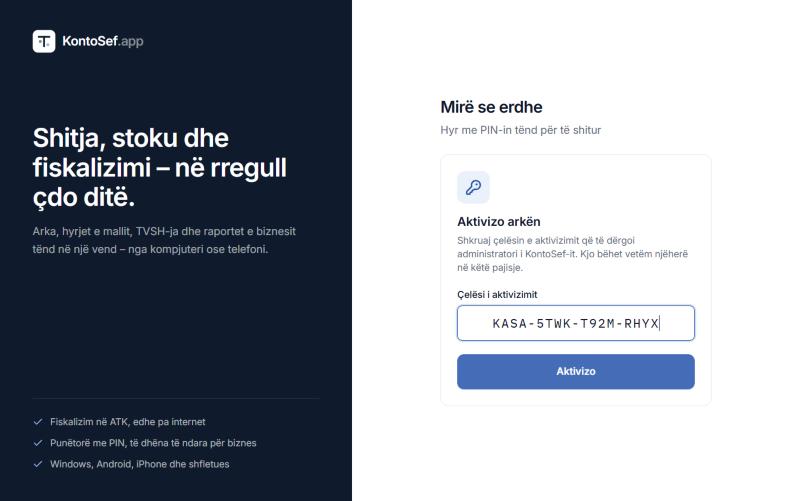 KontoSef.app
Shitja, stoku dhe
fiskalizimi – në rregull
çdo ditë.
Arka, hyrjet e mallit, TVSH-ja dhe raportet e biznesit
tënd në një vend – nga kompjuteri ose telefoni.
Fiskalizim në ATK, edhe pa internet
Punëtorë me PIN, të dhëna të ndara për biznes
Windows, Android, iPhone dhe shfletues
Mirë se erdhe
Hyr me PIN-in tënd për të shitur
Aktivizo arkën
Shkruaj çelësin e aktivizimit që të dërgoi
administratori i KontoSef-it. Kjo bëhet vetëm njëherë
në këtë pajisje.
Çelësi i aktivizimit
KASA-5TWK-T92M-RHYX
Aktivizo